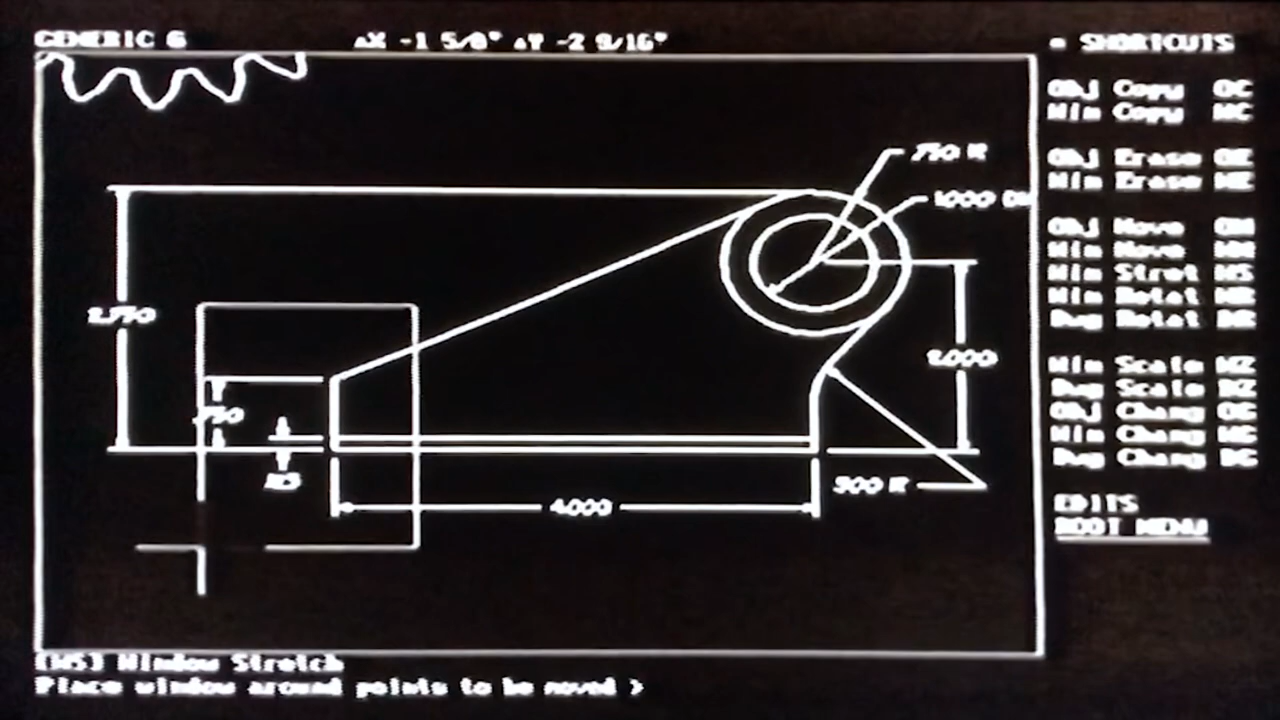 GENERIC 6
ΔX -1 5/8" ΔY -2 9/16"
* SHORTCUTS
Obj Copy OC
Win Copy WC
Obj Erase OE
Win Erase WE
Obj Move OM
Win Move WM
Win Stret WS
Win Rotat WR
Dwg Rotat DR
Win Scale WZ
Dwg Scale DZ
Obj Chang OG
Win Chang WG
Dwg Chang DG
EDITS
ROOT MENU
.750 R
1.000
2.750
2.000
.750
.125
4.000
.500 R
(WS) Window Stretch
Place window around points to be moved >